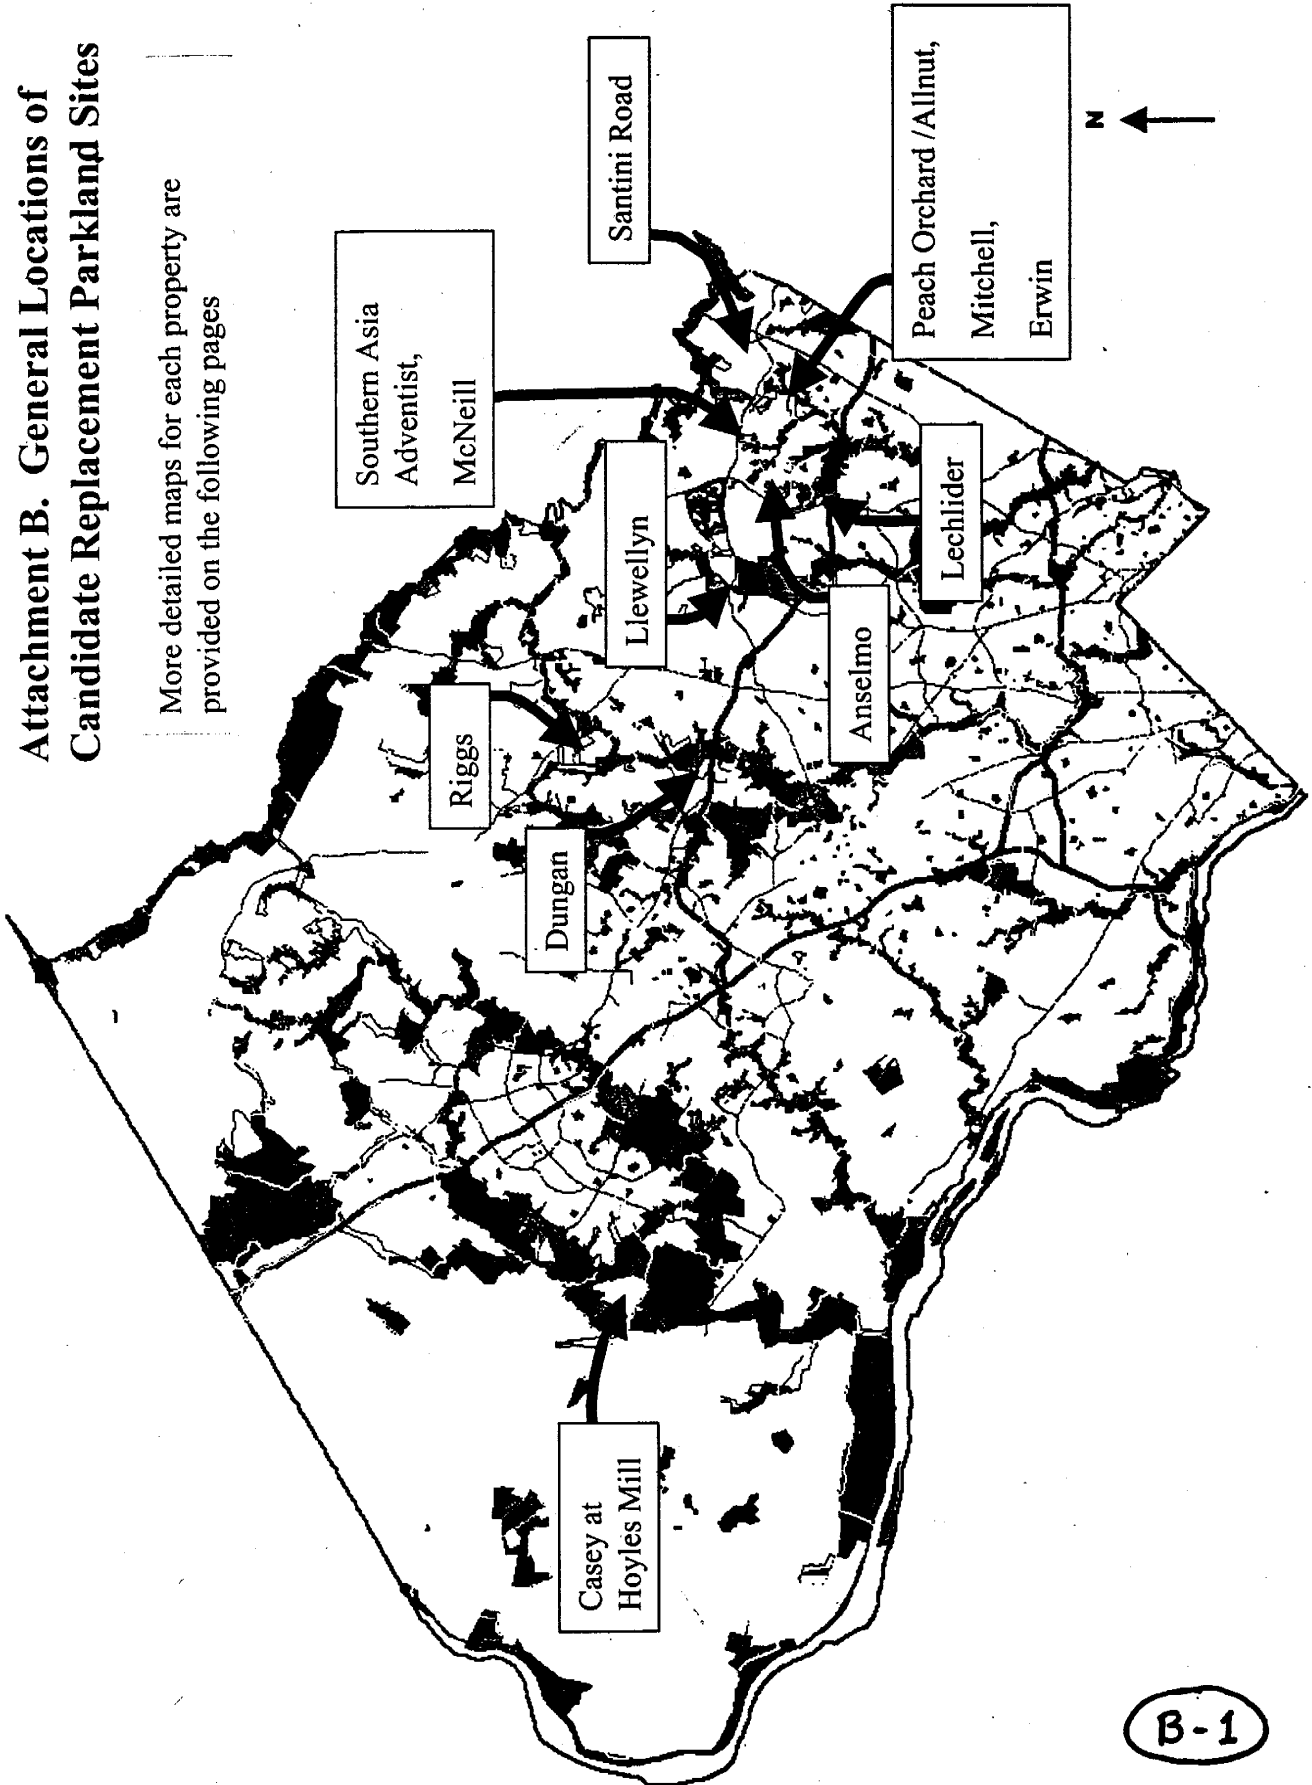 Attachment B. General Locations of
Candidate Replacement Parkland Sites
More detailed maps for each property are
provided on the following pages
Southern Asia
Adventist,
McNeill
Santini Road
Peach Orchard /Allnut,
Mitchell,
Erwin
N
Riggs
Llewellyn
Dungan
Anselmo
Lechlider
Casey at
Hoyles Mill
B-1